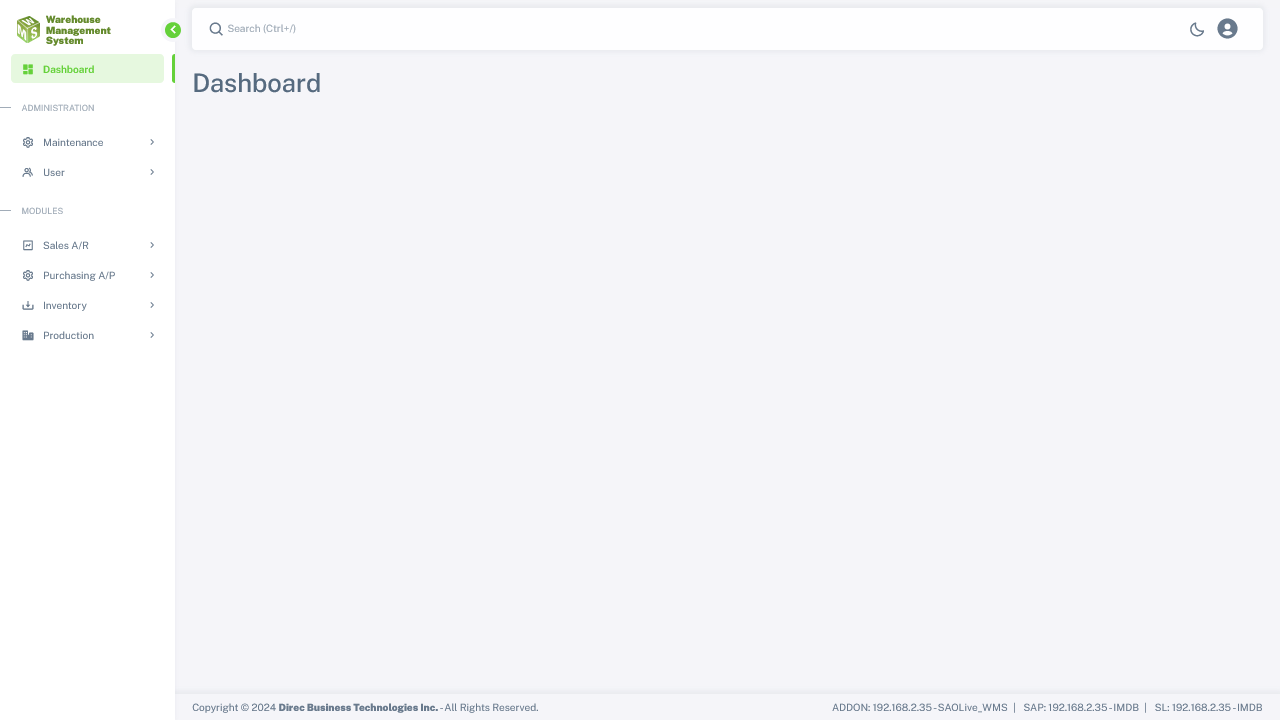 Warehouse
Management
System
Search (Ctrl+/)
Dashboard
Dashboard
ADMINISTRATION
Maintenance
User
MODULES
Sales A/R
Purchasing A/P
Inventory
Production
Copyright © 2024 Direc Business Technologies Inc. - All Rights Reserved.
ADDON: 192.168.2.35 - SAOLive_WMS | SAP: 192.168.2.35 - IMDB | SL: 192.168.2.35 - IMDB